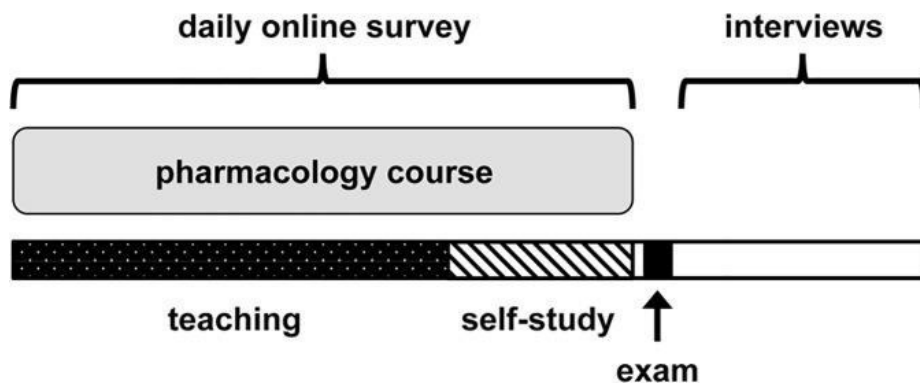 daily online survey
interviews
pharmacology course
teaching
self-study
exam